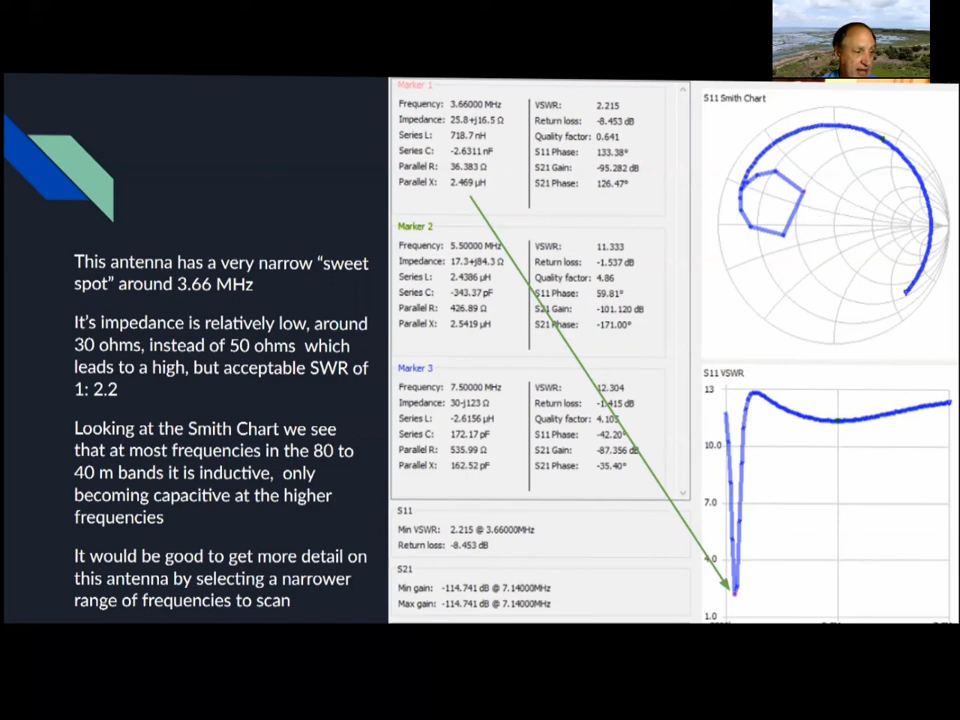 This antenna has a very narrow “sweet
spot” around 3.66 MHz
It’s impedance is relatively low, around
30 ohms, instead of 50 ohms which
leads to a high, but acceptable SWR of
1: 2.2
Looking at the Smith Chart we see
that at most frequencies in the 80 to
40 m bands it is inductive, only
becoming capacitive at the higher
frequencies
It would be good to get more detail on
this antenna by selecting a narrower
range of frequencies to scan
Marker 1
Frequency: 3.66000 MHz VSWR: 2.215
Impedance: 25.8+j16.5 Ω Return loss: -8.453 dB
Series L: 718.7 nH Quality factor: 0.641
Series C: -2.6311 nF S11 Phase: 133.38°
Parallel R: 36.383 Ω S21 Gain: -95.282 dB
Parallel X: 2.469 μH S21 Phase: 126.47°
Marker 2
Frequency: 5.50000 MHz VSWR: 11.333
Impedance: 17.3+j84.3 Ω Return loss: -1.537 dB
Series L: 2.4386 μH Quality factor: 4.86
Series C: -343.37 pF S11 Phase: 59.81°
Parallel R: 426.89 Ω S21 Gain: -101.120 dB
Parallel X: 2.5419 μH S21 Phase: -171.00°
Marker 3
Frequency: 7.50000 MHz VSWR: 12.304
Impedance: 30-j123 Ω Return loss: -1.415 dB
Series L: -2.6156 μH Quality factor: 4.103
Series C: 172.17 pF S11 Phase: -42.20°
Parallel R: 535.99 Ω S21 Gain: -87.356 dB
Parallel X: 162.52 pF S21 Phase: -35.40°
S11
Min VSWR: 2.215 @ 3.66000MHz
Return loss: -8.453 dB
S21
Min gain: -114.741 dB @ 7.14000MHz
Max gain: -114.741 dB @ 7.14000MHz
S11 Smith Chart
S11 VSWR
13
10.0
7.0
4.0
1.0